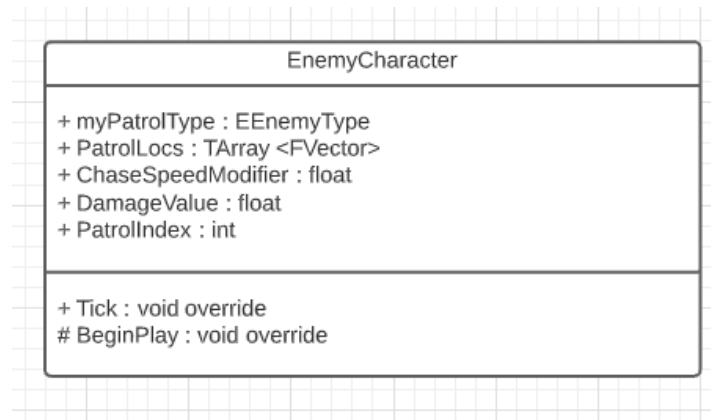 EnemyCharacter
+ myPatrolType : EEnemyType
+ PatrolLocs : TArray <FVector>
+ ChaseSpeedModifier : float
+ DamageValue : float
+ PatrolIndex : int
+ Tick : void override
# BeginPlay : void override